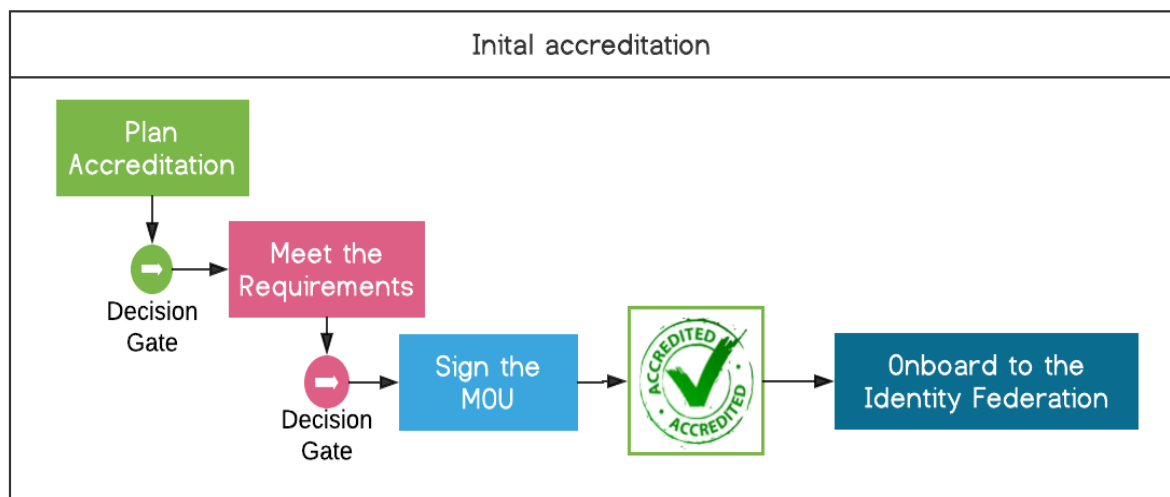 Inital accreditation
Plan
Accreditation
Decision
Gate
Meet the
Requirements
Decision
Gate
Sign the
MOU
ACCREDITED
ACCREDITED
Onboard to the
Identity Federation